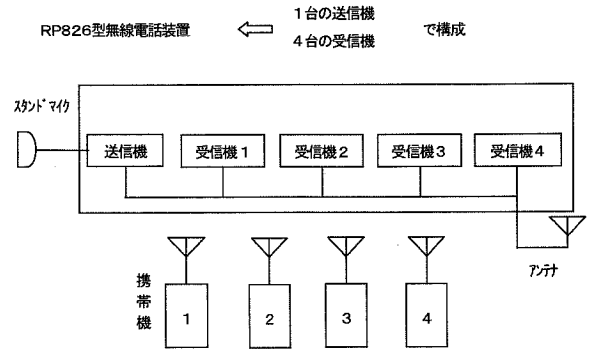 1台の送信機
RP826型無線電話装置
で構成
4台の受信機
スタンドマイク
送信機
受信機1
受信機2
受信機3
受信機4
アンテナ
携帯機
1
2
3
4